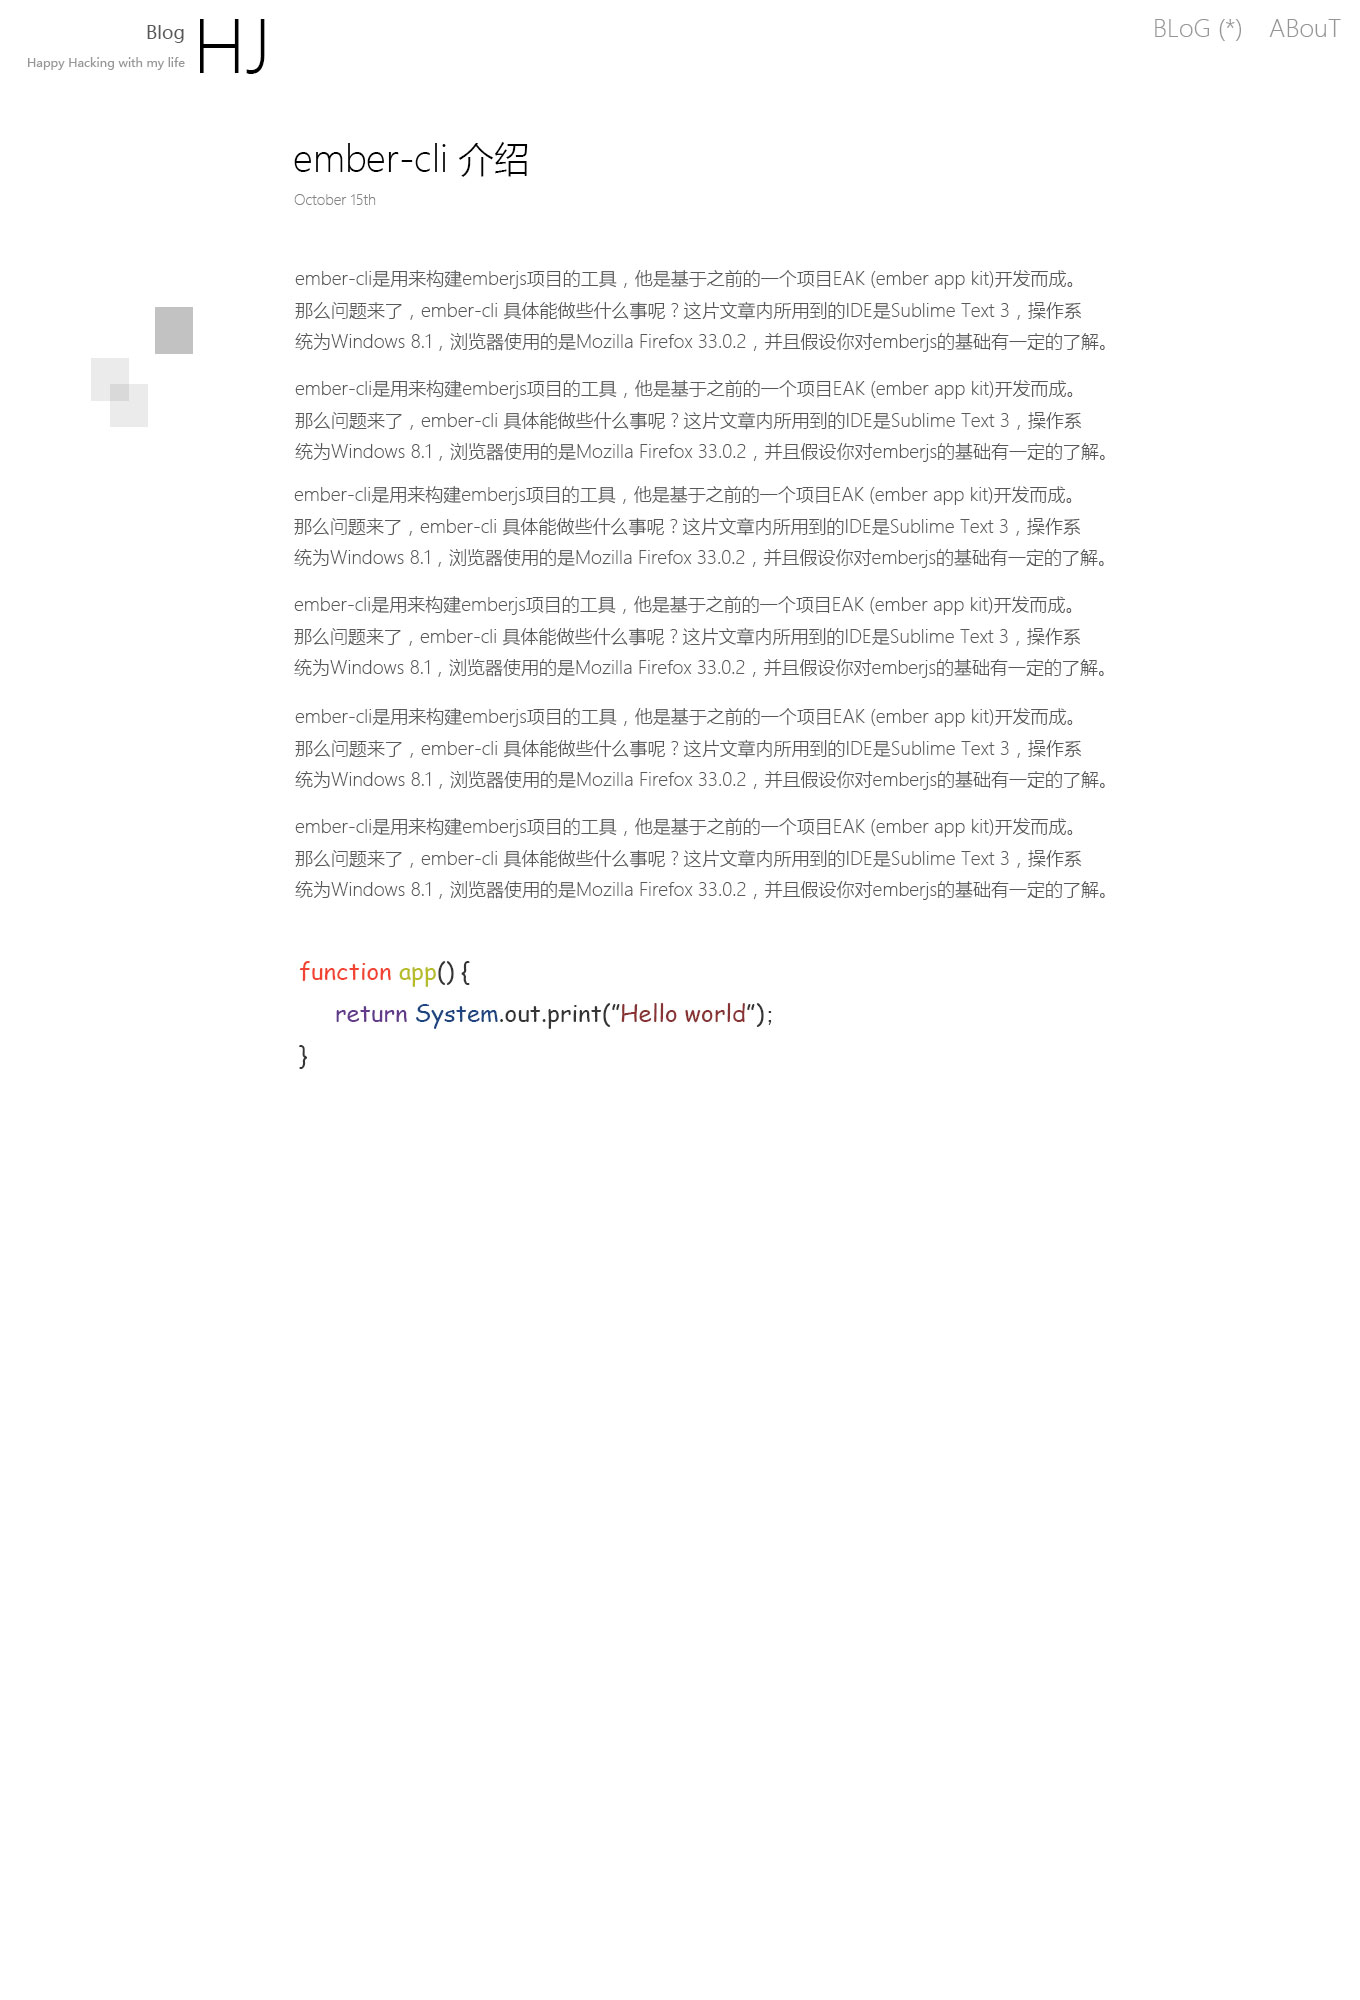 Blog
HJ
Happy Hacking with my life
BLoG (*) ABouT
ember-cli 介绍
October 15th
ember-cli是用来构建emberjs项目的工具，他是基于之前的一个项目EAK (ember app kit)开发而成。
那么问题来了，ember-cli 具体能做些什么事呢？这片文章内所用到的IDE是Sublime Text 3，操作系
统为Windows 8.1，浏览器使用的是Mozilla Firefox 33.0.2，并且假设你对emberjs的基础有一定的了解。
ember-cli是用来构建emberjs项目的工具，他是基于之前的一个项目EAK (ember app kit)开发而成。
那么问题来了，ember-cli 具体能做些什么事呢？这片文章内所用到的IDE是Sublime Text 3，操作系
统为Windows 8.1，浏览器使用的是Mozilla Firefox 33.0.2，并且假设你对emberjs的基础有一定的了解。
ember-cli是用来构建emberjs项目的工具，他是基于之前的一个项目EAK (ember app kit)开发而成。
那么问题来了，ember-cli 具体能做些什么事呢？这片文章内所用到的IDE是Sublime Text 3，操作系
统为Windows 8.1，浏览器使用的是Mozilla Firefox 33.0.2，并且假设你对emberjs的基础有一定的了解。
ember-cli是用来构建emberjs项目的工具，他是基于之前的一个项目EAK (ember app kit)开发而成。
那么问题来了，ember-cli 具体能做些什么事呢？这片文章内所用到的IDE是Sublime Text 3，操作系
统为Windows 8.1，浏览器使用的是Mozilla Firefox 33.0.2，并且假设你对emberjs的基础有一定的了解。
ember-cli是用来构建emberjs项目的工具，他是基于之前的一个项目EAK (ember app kit)开发而成。
那么问题来了，ember-cli 具体能做些什么事呢？这片文章内所用到的IDE是Sublime Text 3，操作系
统为Windows 8.1，浏览器使用的是Mozilla Firefox 33.0.2，并且假设你对emberjs的基础有一定的了解。
ember-cli是用来构建emberjs项目的工具，他是基于之前的一个项目EAK (ember app kit)开发而成。
那么问题来了，ember-cli 具体能做些什么事呢？这片文章内所用到的IDE是Sublime Text 3，操作系
统为Windows 8.1，浏览器使用的是Mozilla Firefox 33.0.2，并且假设你对emberjs的基础有一定的了解。
function app() {
return System.out.print("Hello world");
}